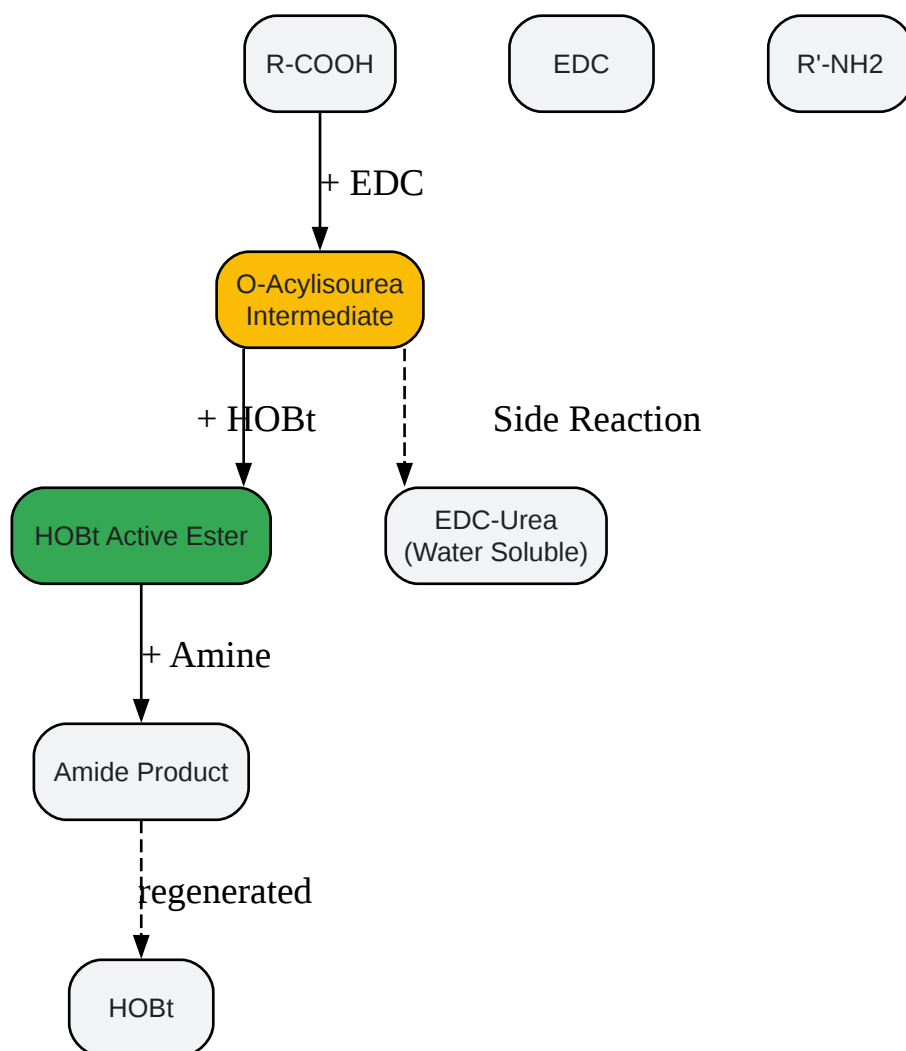 R-COOH
EDC
R'-NH2
+ EDC
O-Acylisourea
Intermediate
+ HOBt
Side Reaction
HOBt Active Ester
EDC-Urea
(Water Soluble)
+ Amine
Amide Product
regenerated
HOBt